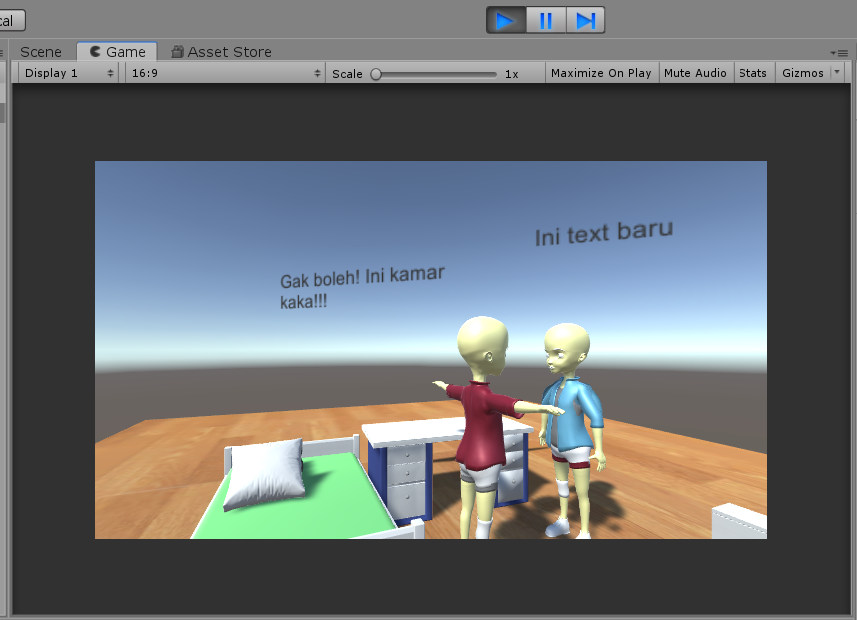 cal
Scene
Game
Asset Store
Display 1
16:9
Scale
1x
Maximize On Play
Mute Audio
Stats
Gizmos
Ini text baru
Gak boleh! Ini kamar
kaka!!!